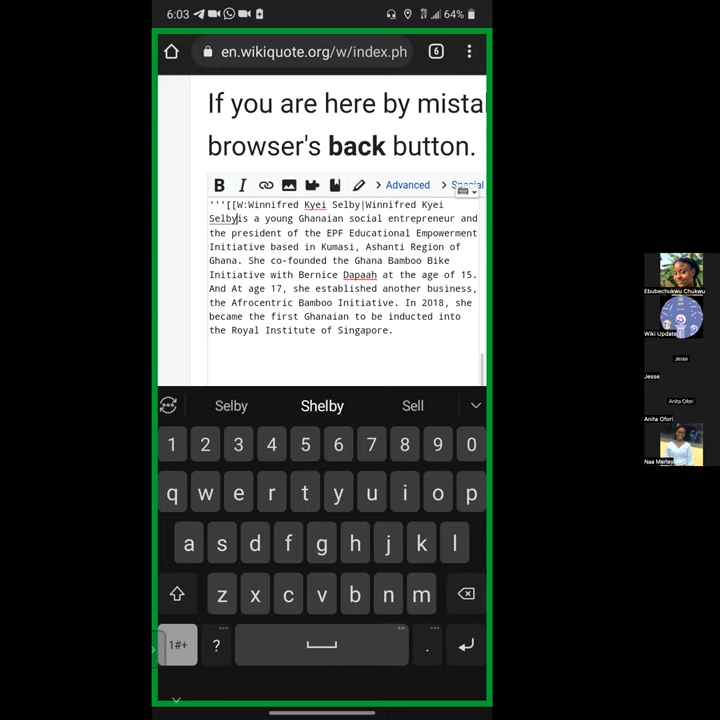 6:03 64%
en.wikiquote.org/w/index.ph 6
If you are here by mistal
browser's back button.
B I Advanced Special
'''[[W:Winnifred Kyei Selby|Winnifred Kyei
Selby is a young Ghanaian social entrepreneur and
the president of the EPF Educational Empowerment
Initiative based in Kumasi, Ashanti Region of
Ghana. She co-founded the Ghana Bamboo Bike
Initiative with Bernice Dapaah at the age of 15.
And At age 17, she established another business,
the Afrocentric Bamboo Initiative. In 2018, she
became the first Ghanaian to be inducted into
the Royal Institute of Singapore.
Selby Shelby Sell
1 2 3 4 5 6 7 8 9 0
q w e r t y u i o p
a s d f g h j k l
z x c v b n m
1#+ ? .
Ebubechukwu Chukwu
Wiki Update
Jesse
Jesse
Anita Ofori
Anita Ofori
Naa Merley